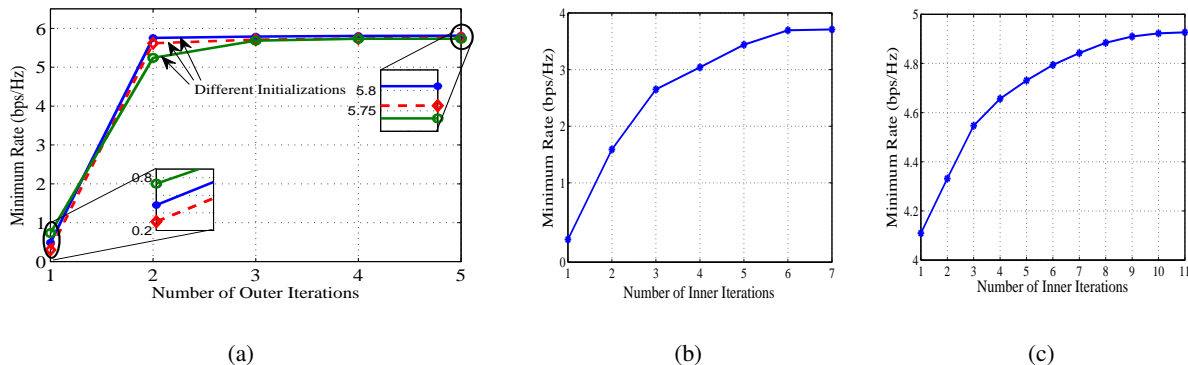 6
5
4
3
2
1
0
Minimum Rate (bps/Hz)
Different Initializations
5.8
5.75
0.8
0.2
1 2 3 4 5
Number of Outer Iterations
(a)
4
3
2
1
0
Minimum Rate (bps/Hz)
1 2 3 4 5 6 7
Number of Inner Iterations
(b)
5
4.8
4.6
4.4
4.2
4
Minimum Rate (bps/Hz)
1 2 3 4 5 6 7 8 9 10 11
Number of Inner Iterations
(c)